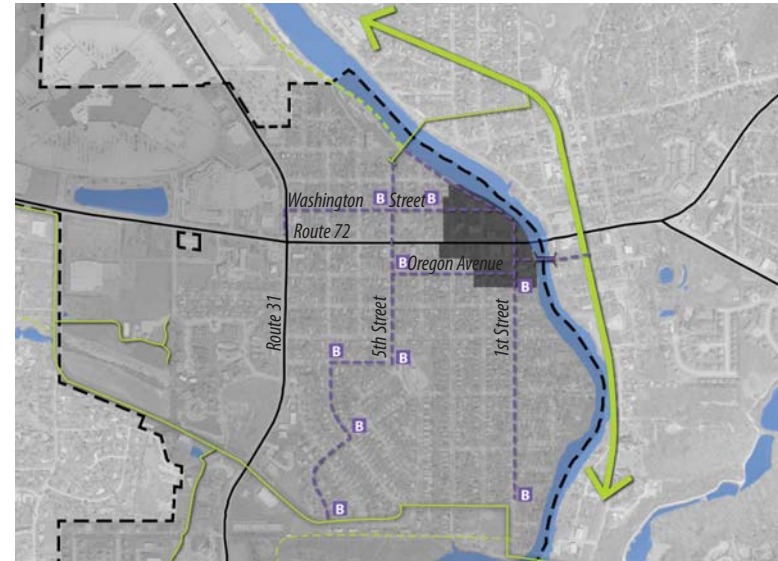 B B
Washington Street
Route 72
B Oregon Avenue
B
Route 31
5th Street
1st Street
B B
B
B B